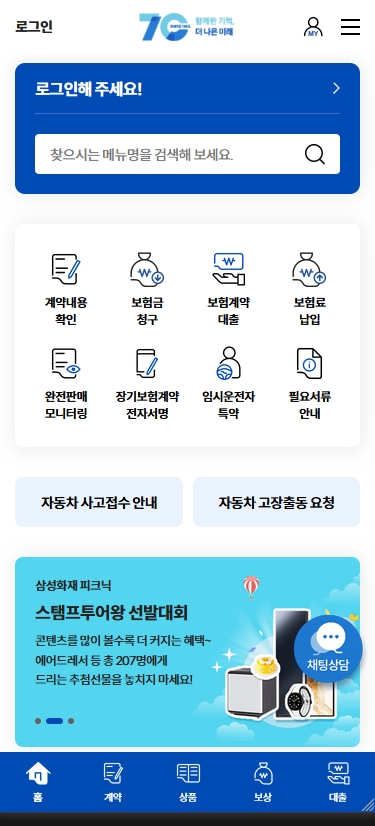 로그인
70
SINCE 1952
함께한 기억,
더 나은 미래
MY
로그인해 주세요!
찾으시는 메뉴명을 검색해 보세요.
계약내용
확인
보험금
청구
보험계약
대출
보험료
납입
완전판매
모니터링
장기보험계약
전자서명
임시운전자
특약
필요서류
안내
자동차 사고접수 안내
자동차 고장출동 요청
삼성화재 피크닉
스탬프투어왕 선발대회
콘텐츠를 많이 볼수록 더 커지는 혜택~
에어드레서 등 총 207명에게
드리는 추첨선물을 놓치지 마세요!
채팅상담
홈
계약
상품
보상
대출